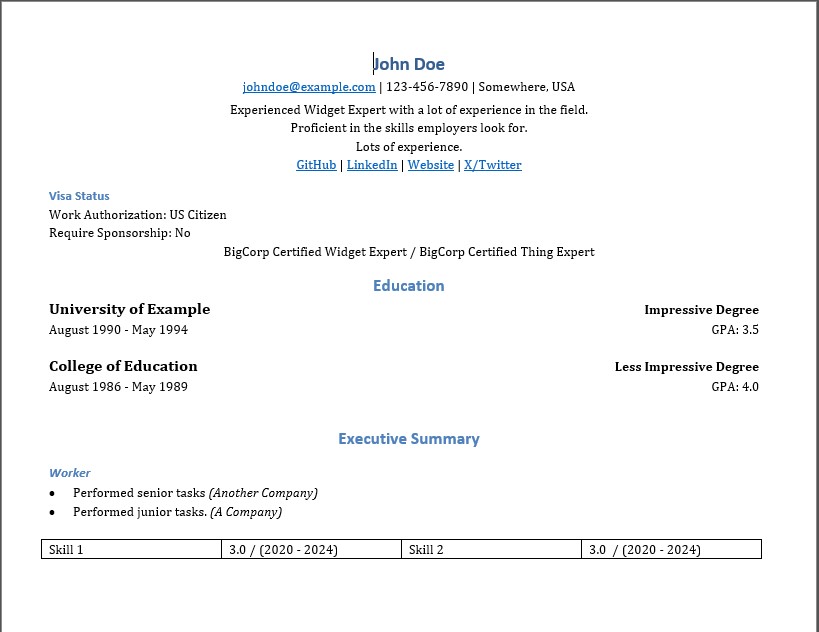 John Doe
johndoe@example.com | 123-456-7890 | Somewhere, USA
Experienced Widget Expert with a lot of experience in the field.
Proficient in the skills employers look for.
Lots of experience.
GitHub | LinkedIn | Website | X/Twitter
Visa Status
Work Authorization: US Citizen
Require Sponsorship: No
BigCorp Certified Widget Expert / BigCorp Certified Thing Expert
Education
University of Example Impressive Degree
August 1990 - May 1994 GPA: 3.5
College of Education Less Impressive Degree
August 1986 - May 1989 GPA: 4.0
Executive Summary
Worker
• Performed senior tasks (Another Company)
• Performed junior tasks. (A Company)
Skill 1 3.0 / (2020 - 2024) Skill 2 3.0 / (2020 - 2024)